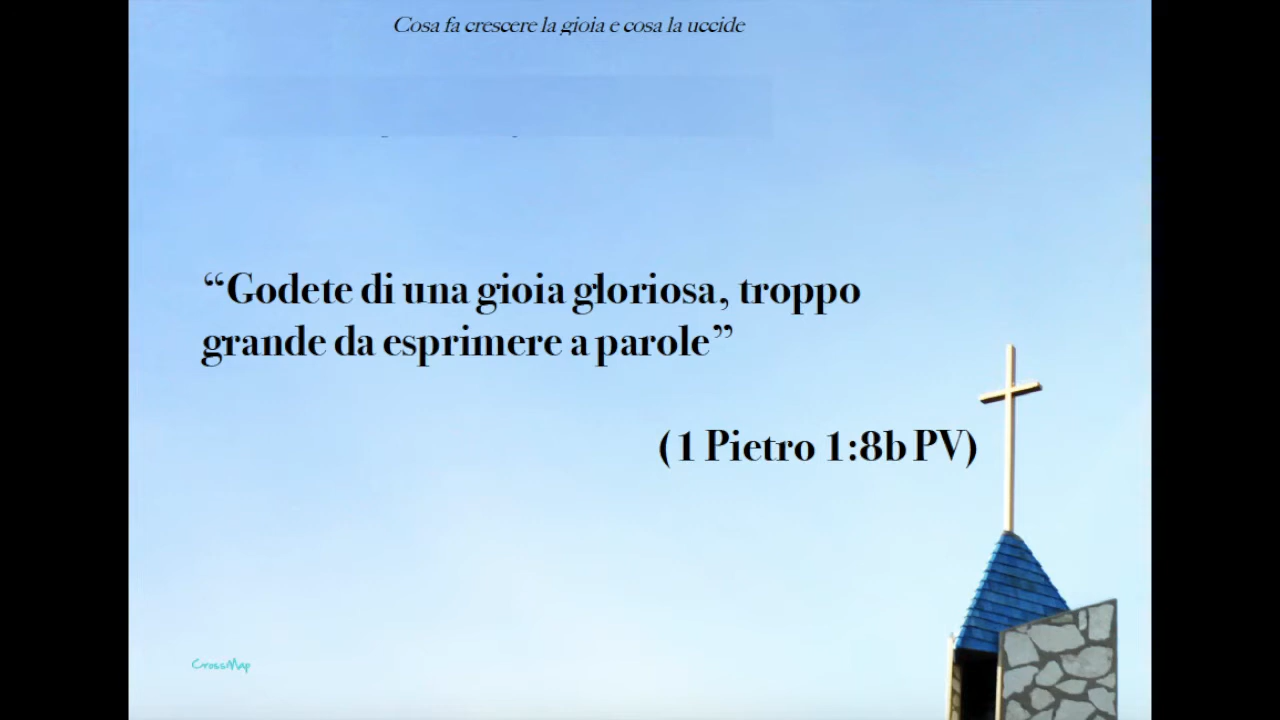 Cosa fa crescere la gioia e cosa la uccide
“Godete di una gioia gloriosa, troppo
grande da esprimere a parole”
(1 Pietro 1:8b PV)
CrossMap